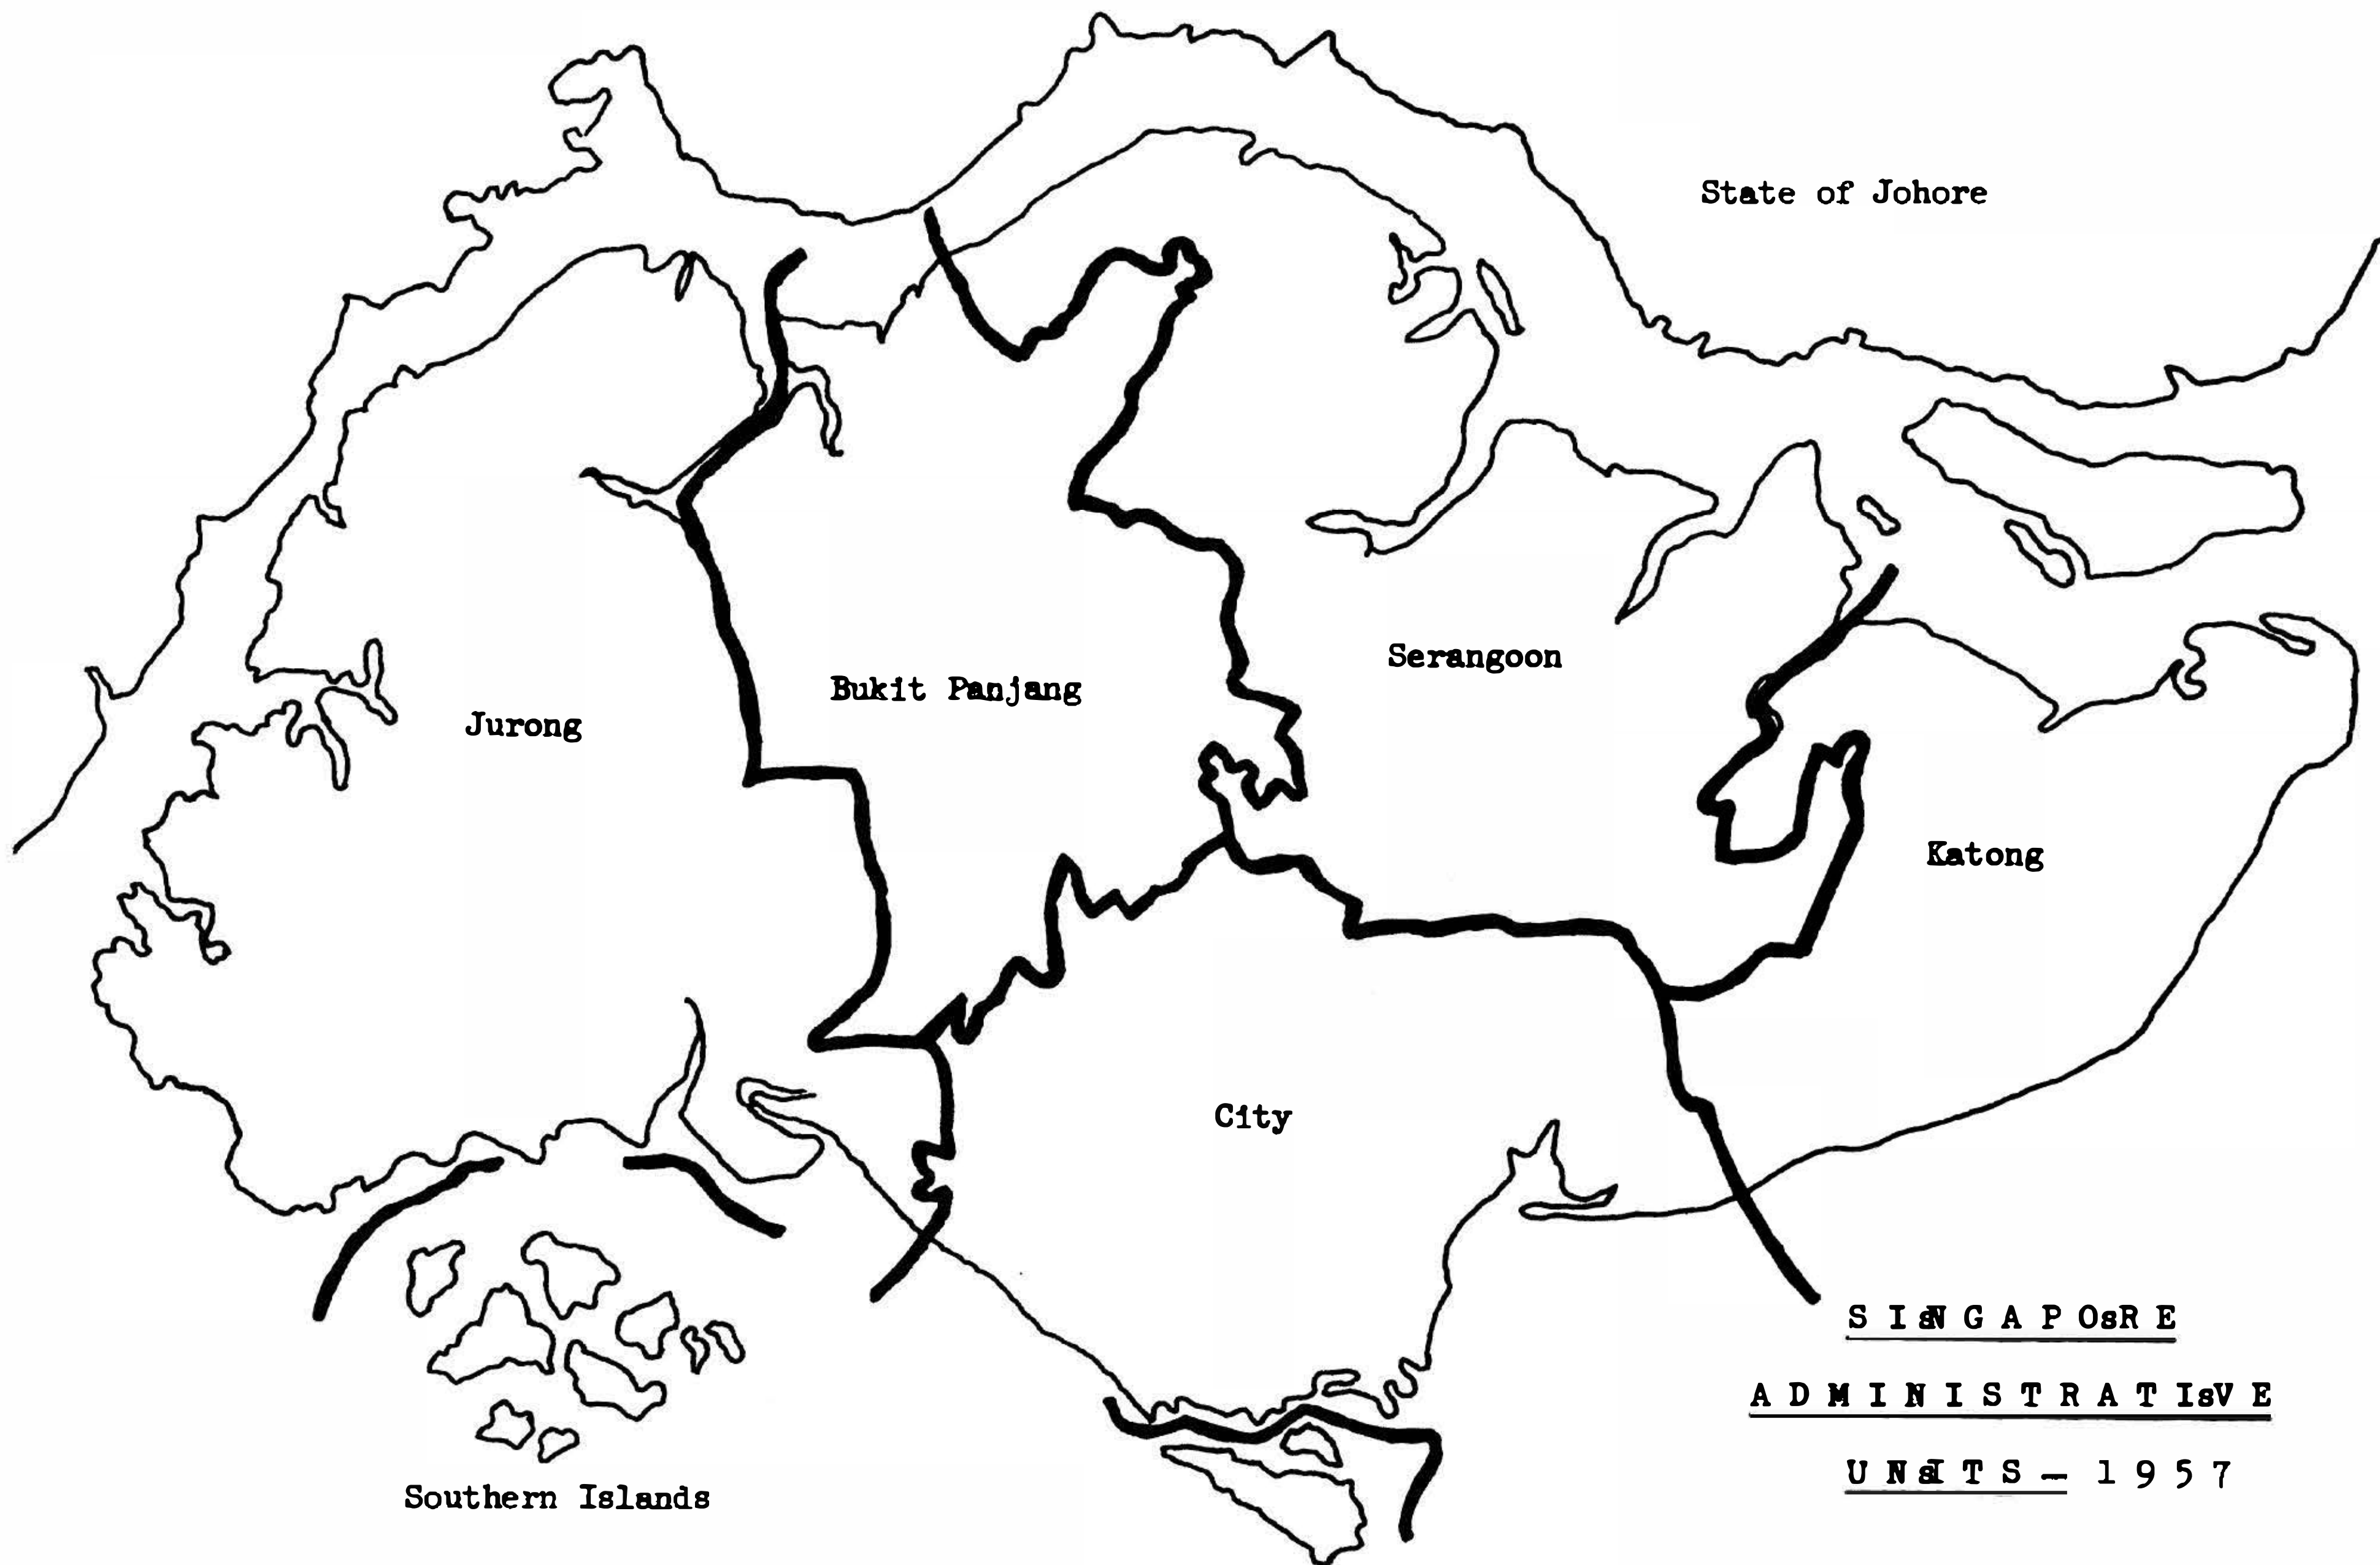 State of Johore
Serangoon
Bukit Panjang
Jurong
Katong
City
Southern Islands
SINGAPORE
ADMINISTRATIVE
UNITS - 1957